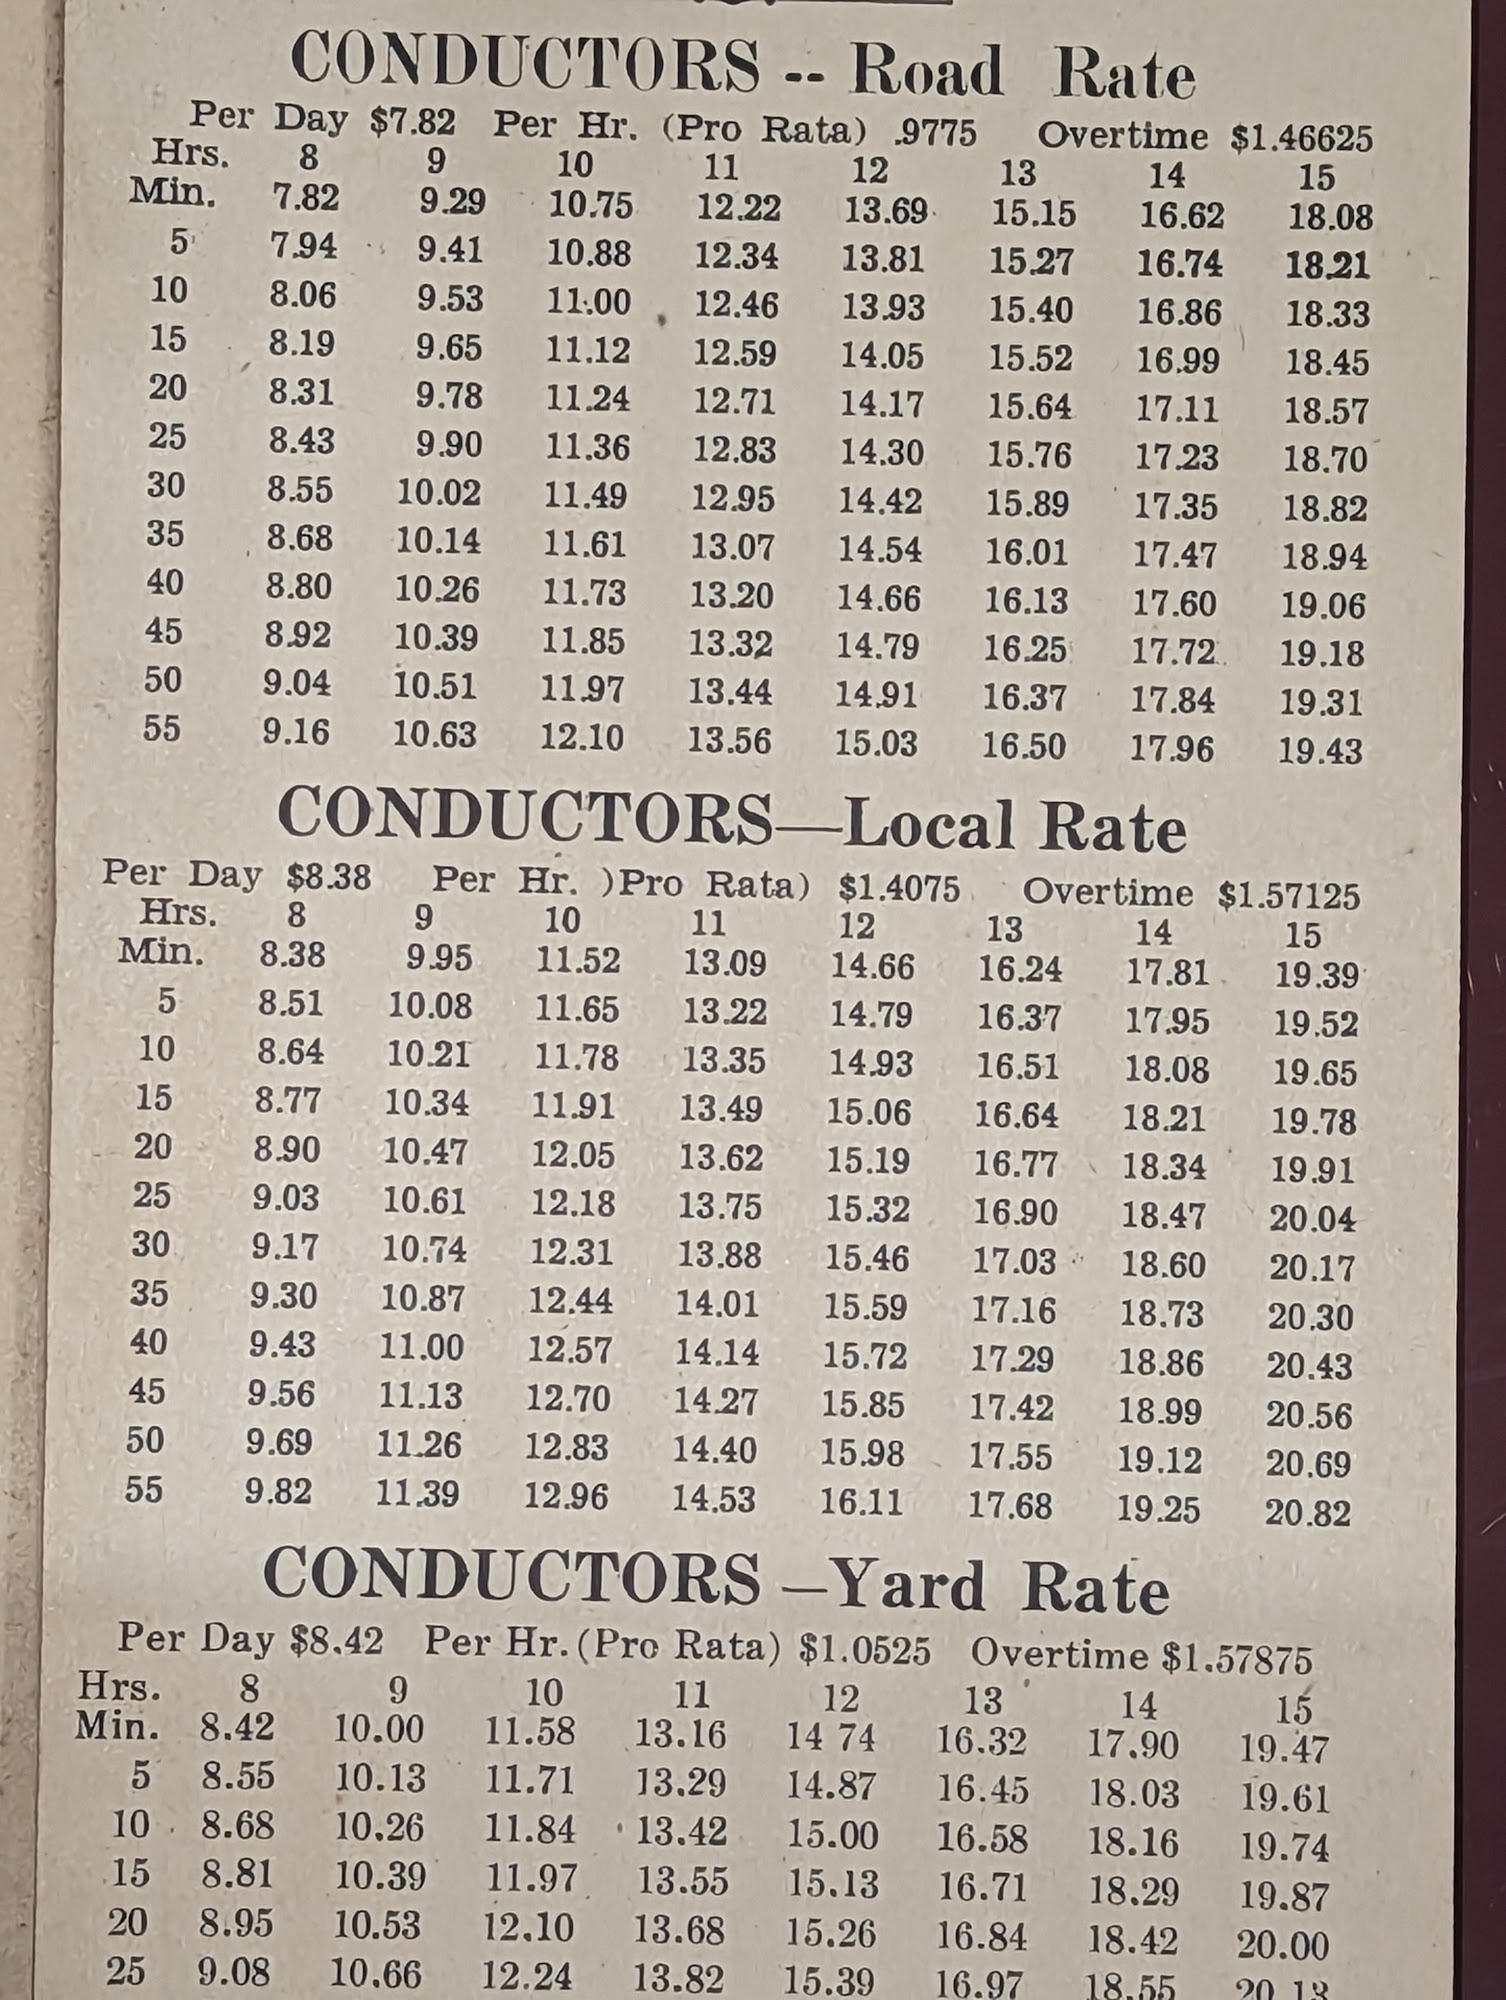 CONDUCTORS -- Road Rate
Per Day $7.82 Per Hr. (Pro Rata) .9775 Overtime $1.46625
Hrs. 8 9 10 11 12 13 14 15
Min. 7.82 9.29 10.75 12.22 13.69 15.15 16.62 18.08
5 7.94 9.41 10.88 12.34 13.81 15.27 16.74 18.21
10 8.06 9.53 11.00 12.46 13.93 15.40 16.86 18.33
15 8.19 9.65 11.12 12.59 14.05 15.52 16.99 18.45
20 8.31 9.78 11.24 12.71 14.17 15.64 17.11 18.57
25 8.43 9.90 11.36 12.83 14.30 15.76 17.23 18.70
30 8.55 10.02 11.49 12.95 14.42 15.89 17.35 18.82
35 8.68 10.14 11.61 13.07 14.54 16.01 17.47 18.94
40 8.80 10.26 11.73 13.20 14.66 16.13 17.60 19.06
45 8.92 10.39 11.85 13.32 14.79 16.25 17.72 19.18
50 9.04 10.51 11.97 13.44 14.91 16.37 17.84 19.31
55 9.16 10.63 12.10 13.56 15.03 16.50 17.96 19.43
CONDUCTORS—Local Rate
Per Day $8.38 Per Hr. )Pro Rata) $1.4075 Overtime $1.57125
Hrs. 8 9 10 11 12 13 14 15
Min. 8.38 9.95 11.52 13.09 14.66 16.24 17.81 19.39
5 8.51 10.08 11.65 13.22 14.79 16.37 17.95 19.52
10 8.64 10.21 11.78 13.35 14.93 16.51 18.08 19.65
15 8.77 10.34 11.91 13.49 15.06 16.64 18.21 19.78
20 8.90 10.47 12.05 13.62 15.19 16.77 18.34 19.91
25 9.03 10.61 12.18 13.75 15.32 16.90 18.47 20.04
30 9.17 10.74 12.31 13.88 15.46 17.03 18.60 20.17
35 9.30 10.87 12.44 14.01 15.59 17.16 18.73 20.30
40 9.43 11.00 12.57 14.14 15.72 17.29 18.86 20.43
45 9.56 11.13 12.70 14.27 15.85 17.42 18.99 20.56
50 9.69 11.26 12.83 14.40 15.98 17.55 19.12 20.69
55 9.82 11.39 12.96 14.53 16.11 17.68 19.25 20.82
CONDUCTORS —Yard Rate
Per Day $8.42 Per Hr. (Pro Rata) $1.0525 Overtime $1.57875
Hrs. 8 9 10 11 12 13 14 15
Min. 8.42 10.00 11.58 13.16 14 74 16.32 17.90 19.47
5 8.55 10.13 11.71 13.29 14.87 16.45 18.03 19.61
10 8.68 10.26 11.84 13.42 15.00 16.58 18.16 19.74
15 8.81 10.39 11.97 13.55 15.13 16.71 18.29 19.87
20 8.95 10.53 12.10 13.68 15.26 16.84 18.42 20.00
25 9.08 10.66 12.24 13.82 15.39 16.97 18.55 20 13